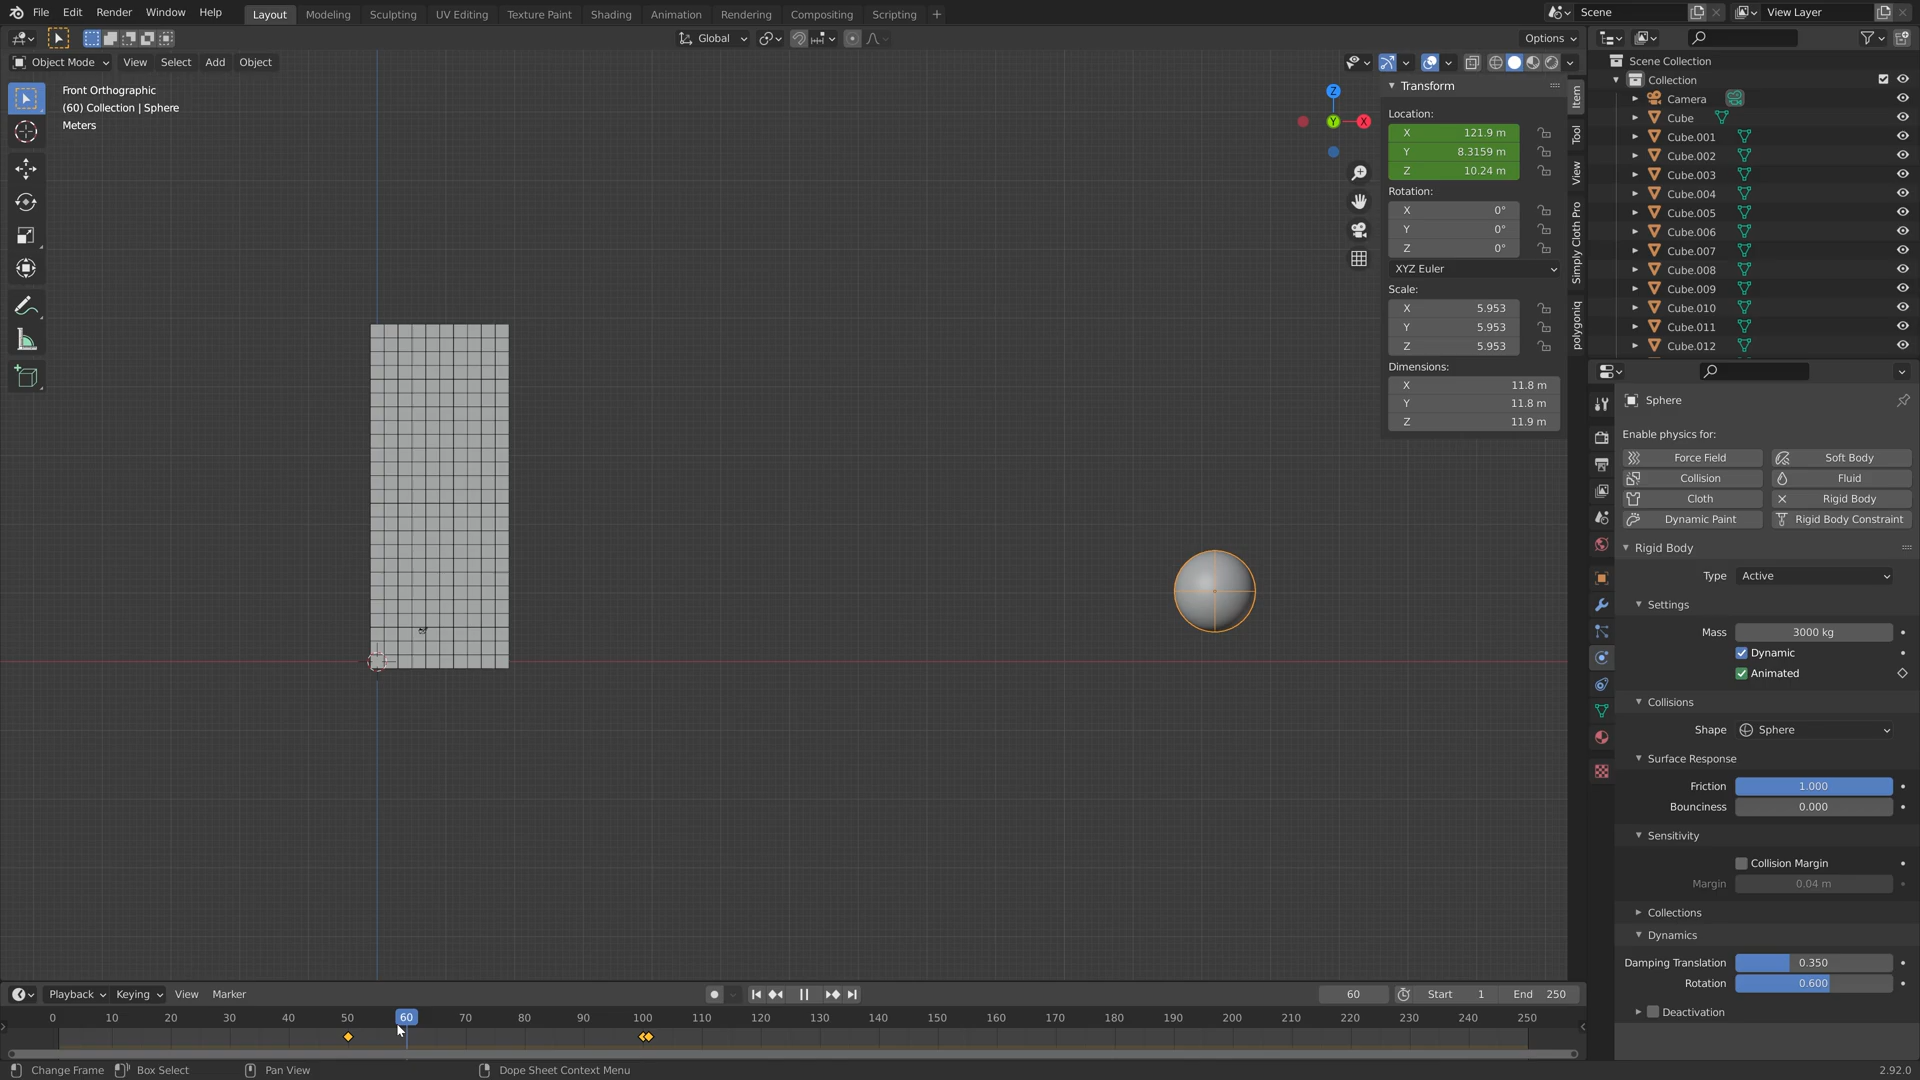 File Edit Render Window Help Layout Modeling Sculpting UV Editing Texture Paint Shading Animation Rendering Compositing Scripting + Scene View Layer
Global Options
Object Mode View Select Add Object
Front Orthographic
(60) Collection | Sphere
Meters
Z
Y
X
Transform
Location:
X 121.9 m
Y 8.3159 m
Z 10.24 m
Rotation:
X 0°
Y 0°
Z 0°
XYZ Euler
Scale:
X 5.953
Y 5.953
Z 5.953
Dimensions:
X 11.8 m
Y 11.8 m
Z 11.9 m
Item
Tool
View
Simply Cloth Pro
polygoniq
Scene Collection
Collection
Camera
Cube
Cube.001
Cube.002
Cube.003
Cube.004
Cube.005
Cube.006
Cube.007
Cube.008
Cube.009
Cube.010
Cube.011
Cube.012
Sphere
Enable physics for:
Force Field Soft Body
Collision Fluid
Cloth Rigid Body
Dynamic Paint Rigid Body Constraint
Rigid Body
Type Active
Settings
Mass 3000 kg
Dynamic
Animated
Collisions
Shape Sphere
Surface Response
Friction 1.000
Bounciness 0.000
Sensitivity
Collision Margin
Margin 0.04 m
Collections
Dynamics
Damping Translation 0.350
Rotation 0.600
Deactivation
Playback Keying View Marker 60 Start 1 End 250
0 10 20 30 40 50 60 70 80 90 100 110 120 130 140 150 160 170 180 190 200 210 220 230 240 250
Change Frame Box Select Pan View Dope Sheet Context Menu 2.92.0